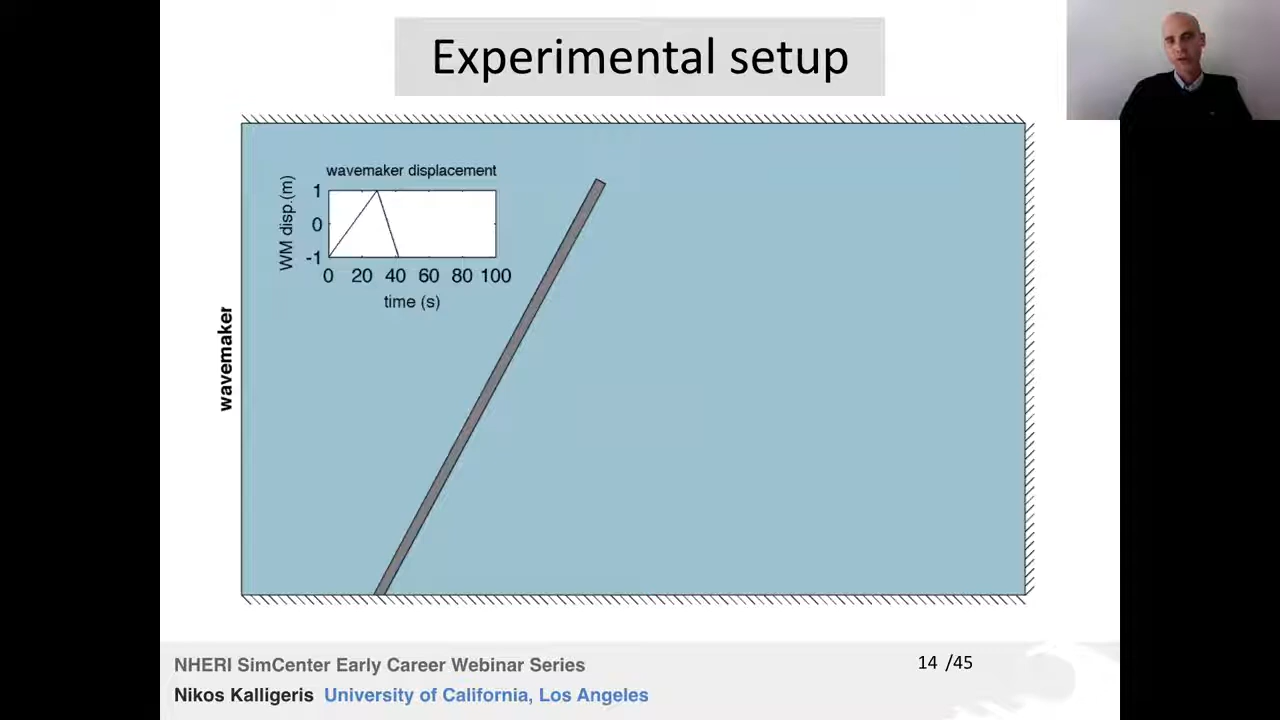 Experimental setup
wavemaker displacement
WM disp.(m)
1
0
-1
0 20 40 60 80 100
time (s)
wavemaker
NHERI SimCenter Early Career Webinar Series
14 /45
Nikos Kalligeris University of California, Los Angeles